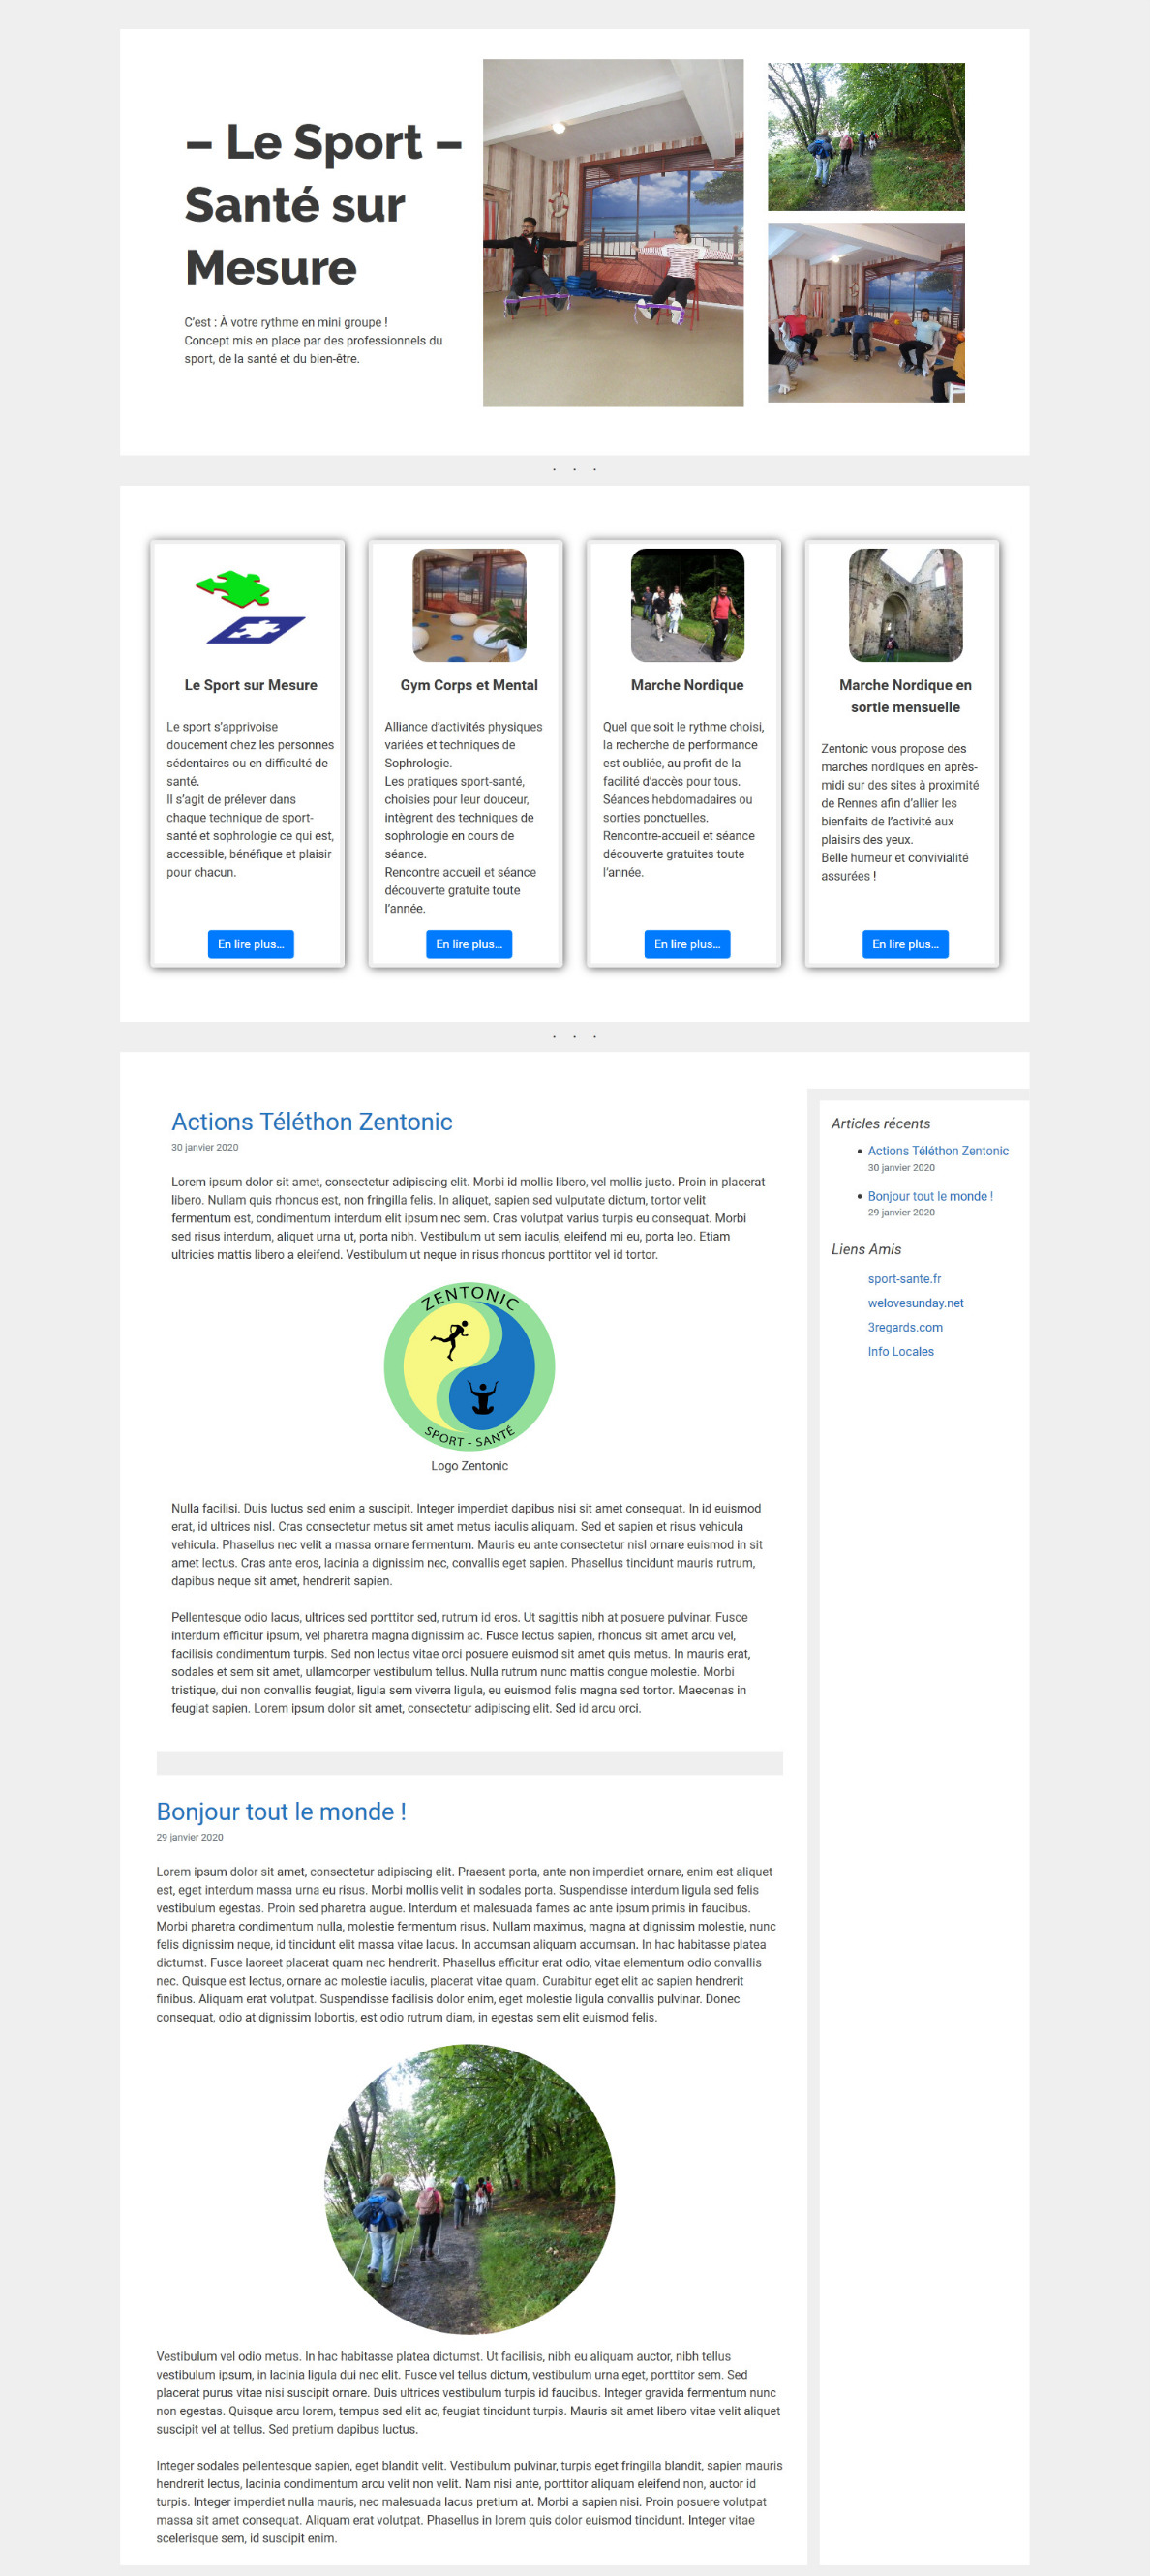 – Le Sport –
Santé sur
Mesure
C'est : À votre rythme en mini groupe !
Concept mis en place par des professionnels du
sport, de la santé et du bien-être.
. . .
Le Sport sur Mesure
Le sport s'apprivoise
doucement chez les personnes
sédentaires ou en difficulté de
santé.
Il s'agit de prélever dans
chaque technique de sport-
santé et sophrologie ce qui est,
accessible, bénéfique et plaisir
pour chacun.
En lire plus...
Gym Corps et Mental
Alliance d'activités physiques
variées et techniques de
Sophrologie.
Les pratiques sport-santé,
choisies pour leur douceur,
intègrent des techniques de
sophrologie en cours de
séance.
Rencontre accueil et séance
découverte gratuite toute
l'année.
En lire plus...
Marche Nordique
Quel que soit le rythme choisi,
la recherche de performance
est oubliée, au profit de la
facilité d'accès pour tous.
Séances hebdomadaires ou
sorties ponctuelles.
Rencontre-accueil et séance
découverte gratuites toute
l'année.
En lire plus...
Marche Nordique en
sortie mensuelle
Zentonic vous propose des
marches nordiques en après-
midi sur des sites à proximité
de Rennes afin d'allier les
bienfaits de l'activité aux
plaisirs des yeux.
Belle humeur et convivialité
assurées !
En lire plus...
. . .
Actions Téléthon Zentonic
30 janvier 2020
Lorem ipsum dolor sit amet, consectetur adipiscing elit. Morbi id mollis libero, vel mollis justo. Proin in placerat
libero. Nullam quis rhoncus est, non fringilla felis. In aliquet, sapien sed vulputate dictum, tortor velit
fermentum est, condimentum interdum elit ipsum nec sem. Cras volutpat varius turpis eu consequat. Morbi
sed risus interdum, aliquet urna ut, porta nibh. Vestibulum ut sem iaculis, eleifend mi eu, porta leo. Etiam
ultricies mattis libero a eleifend. Vestibulum ut neque in risus rhoncus porttitor vel id tortor.
ZENTONIC
SPORT - SANTÉ
Logo Zentonic
Nulla facilisi. Duis luctus sed enim a suscipit. Integer imperdiet dapibus nisi sit amet consequat. In id euismod
erat, id ultrices nisl. Cras consectetur metus sit amet metus iaculis aliquam. Sed et sapien et risus vehicula
vehicula. Phasellus nec velit a massa ornare fermentum. Mauris eu ante consectetur nisl ornare euismod in sit
amet lectus. Cras ante eros, lacinia a dignissim nec, convallis eget sapien. Phasellus tincidunt mauris rutrum,
dapibus neque sit amet, hendrerit sapien.
Pellentesque odio lacus, ultrices sed porttitor sed, rutrum id eros. Ut sagittis nibh at posuere pulvinar. Fusce
interdum efficitur ipsum, vel pharetra magna dignissim ac. Fusce lectus sapien, rhoncus sit amet arcu vel,
facilisis condimentum turpis. Sed non lectus vitae orci posuere euismod sit amet quis metus. In mauris erat,
sodales et sem sit amet, ullamcorper vestibulum tellus. Nulla rutrum nunc mattis congue molestie. Morbi
tristique, dui non convallis feugiat, ligula sem viverra ligula, eu euismod felis magna sed tortor. Maecenas in
feugiat sapien. Lorem ipsum dolor sit amet, consectetur adipiscing elit. Sed id arcu orci.
Bonjour tout le monde !
29 janvier 2020
Lorem ipsum dolor sit amet, consectetur adipiscing elit. Praesent porta, ante non imperdiet ornare, enim est aliquet
est, eget interdum massa urna eu risus. Morbi mollis velit in sodales porta. Suspendisse interdum ligula sed felis
vestibulum egestas. Proin sed pharetra augue. Interdum et malesuada fames ac ante ipsum primis in faucibus.
Morbi pharetra condimentum nulla, molestie fermentum risus. Nullam maximus, magna at dignissim molestie, nunc
felis dignissim neque, id tincidunt elit massa vitae lacus. In accumsan aliquam accumsan. In hac habitasse platea
dictumst. Fusce laoreet placerat quam nec hendrerit. Phasellus efficitur erat odio, vitae elementum odio convallis
nec. Quisque est lectus, ornare ac molestie iaculis, placerat vitae quam. Curabitur eget elit ac sapien hendrerit
finibus. Aliquam erat volutpat. Suspendisse facilisis dolor enim, eget molestie ligula convallis pulvinar. Donec
consequat, odio at dignissim lobortis, est odio rutrum diam, in egestas sem elit euismod felis.
Vestibulum vel odio metus. In hac habitasse platea dictumst. Ut facilisis, nibh eu aliquam auctor, nibh tellus
vestibulum ipsum, in lacinia ligula dui nec elit. Fusce vel tellus dictum, vestibulum urna eget, porttitor sem. Sed
placerat purus vitae nisi suscipit ornare. Duis ultrices vestibulum turpis id faucibus. Integer gravida fermentum nunc
non egestas. Quisque arcu lorem, tempus sed elit ac, feugiat tincidunt turpis. Mauris sit amet libero vitae velit aliquet
suscipit vel at tellus. Sed pretium dapibus luctus.
Integer sodales pellentesque sapien, eget blandit velit. Vestibulum pulvinar, turpis eget fringilla blandit, sapien mauris
hendrerit lectus, lacinia condimentum arcu velit non velit. Nam nisi ante, porttitor aliquam eleifend non, auctor id
turpis. Integer imperdiet nulla mauris, nec malesuada lacus pretium at. Morbi a sapien nisi. Proin posuere volutpat
massa sit amet consequat. Aliquam erat volutpat. Phasellus in lorem quis dolor euismod tincidunt. Integer vitae
scelerisque sem, id suscipit enim.
Articles récents
• Actions Téléthon Zentonic
30 janvier 2020
• Bonjour tout le monde !
29 janvier 2020
Liens Amis
sport-sante.fr
welovesunday.net
3regards.com
Info Locales